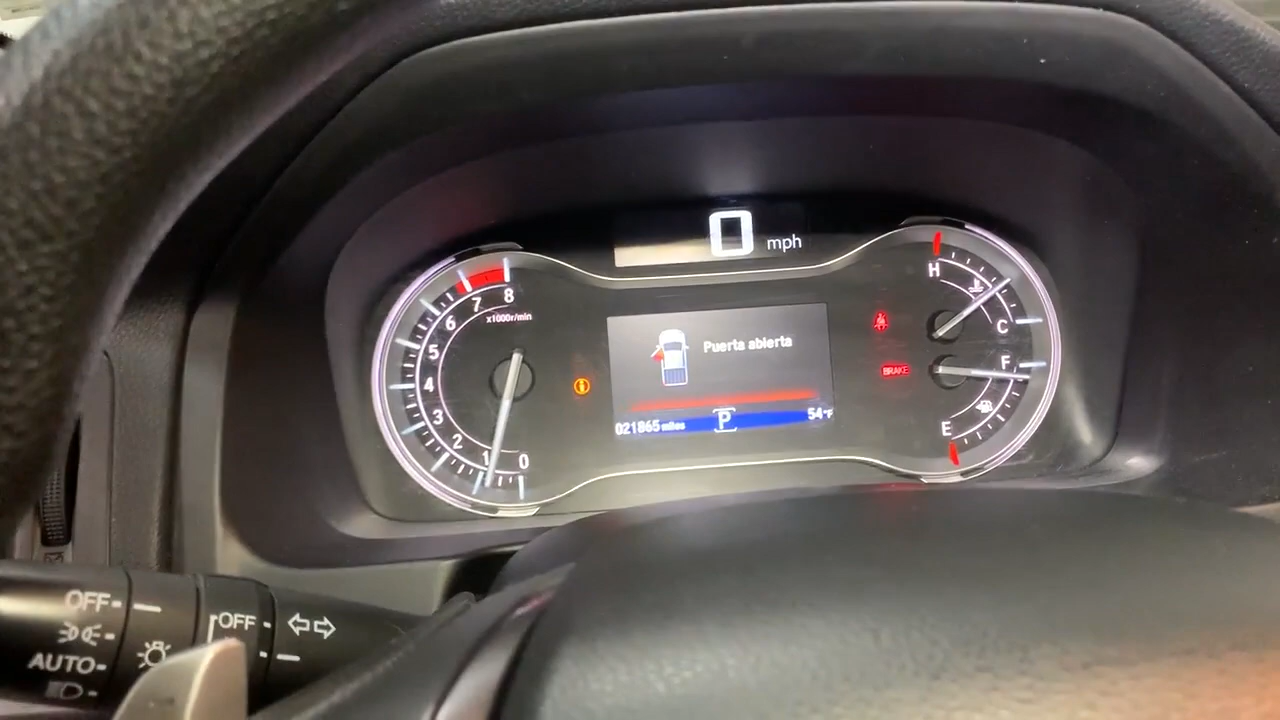 0 mph
8
7
6
5
4
3
2
1
0
x1000r/min
Puerta abierta
021865 miles
P
54°F
BRAKE
H
C
F
E
OFF
AUTO
OFF